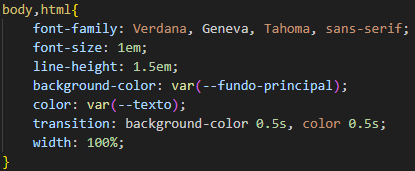 body,html{
font-family: Verdana, Geneva, Tahoma, sans-serif;
font-size: 1em;
line-height: 1.5em;
background-color: var(--fundo-principal);
color: var(--texto);
transition: background-color 0.5s, color 0.5s;
width: 100%;
}